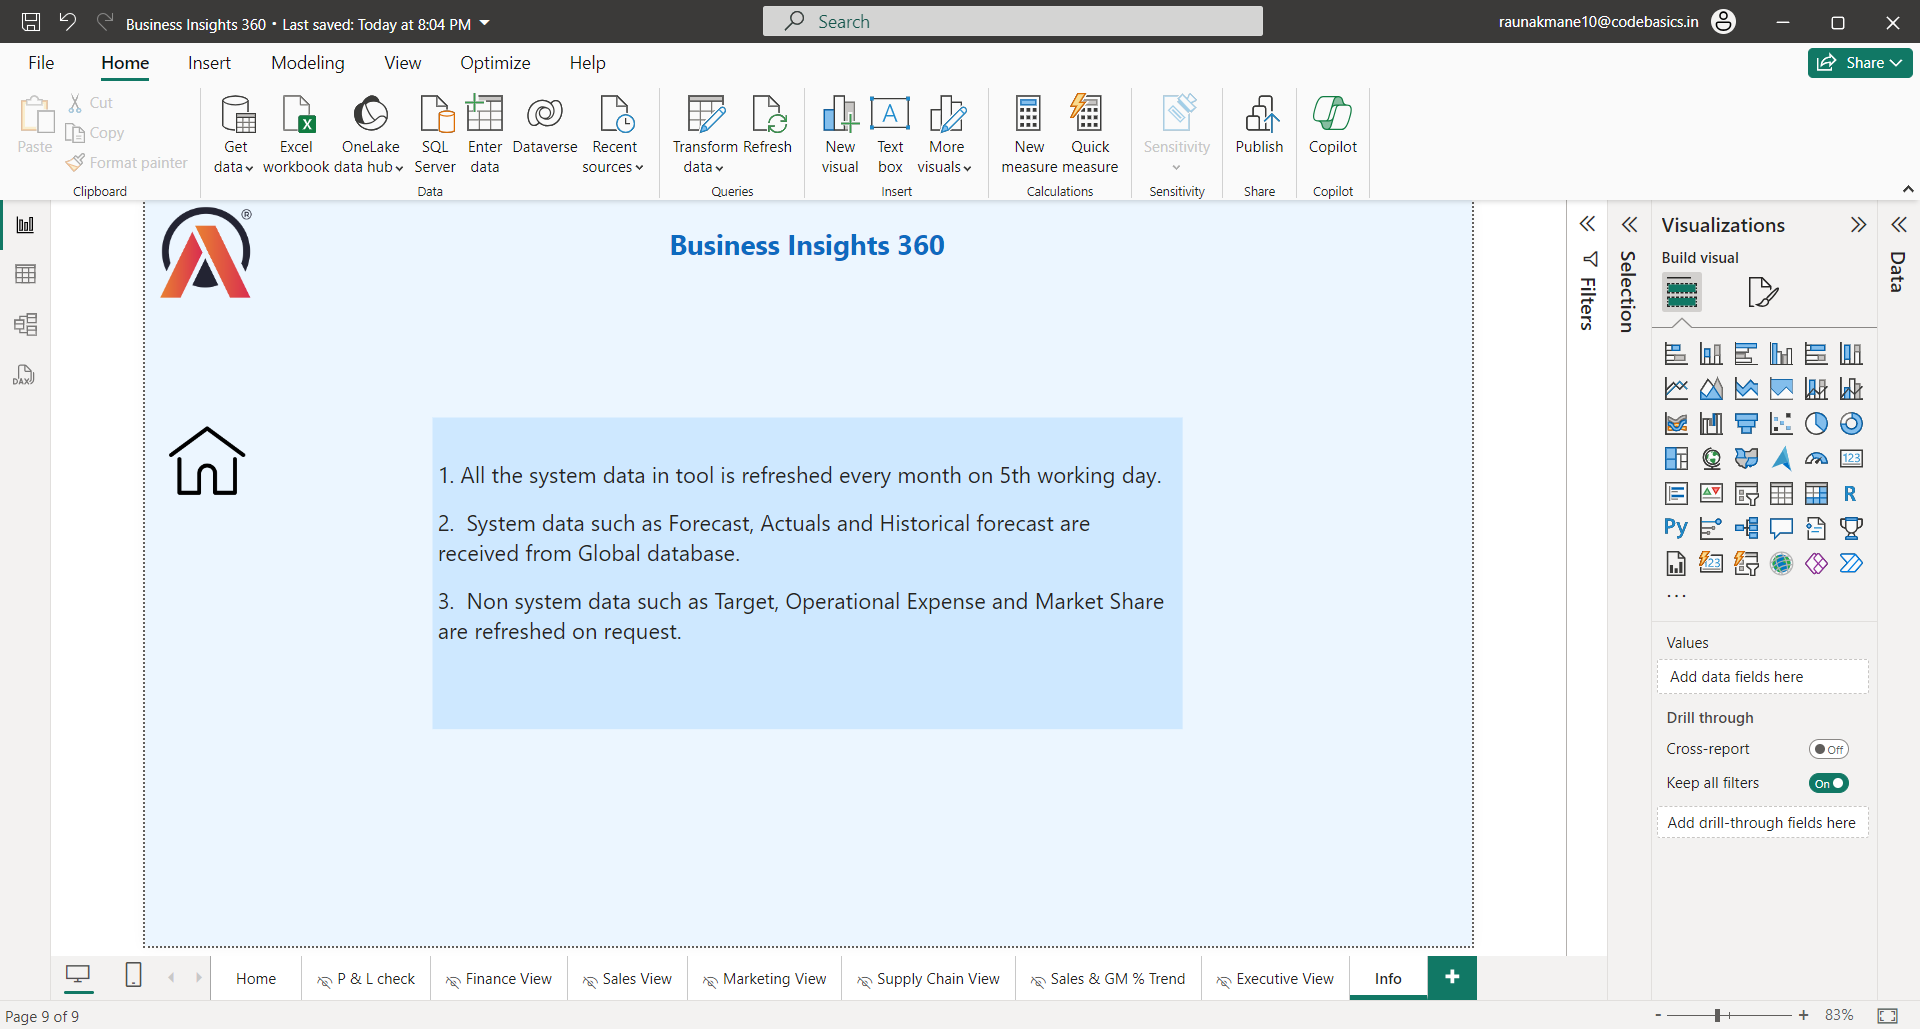 Business Insights 360 • Last saved: Today at 8:04 PM
Search
raunakmane10@codebasics.in
File Home Insert Modeling View Optimize Help
Share
Paste
Cut
Copy
Format painter
Clipboard
Get data
Excel workbook
OneLake data hub
SQL Server
Enter data
Dataverse
Recent sources
Data
Transform data
Refresh
Queries
New visual
A
Text box
More visuals
Insert
New measure
Quick measure
Calculations
Sensitivity
Sensitivity
Publish
Share
Copilot
Copilot
DAX
®
Business Insights 360
1. All the system data in tool is refreshed every month on 5th working day.
2.  System data such as Forecast, Actuals and Historical forecast are
received from Global database.
3.  Non system data such as Target, Operational Expense and Market Share
are refreshed on request.
Filters
Selection
Visualizations
Build visual
123
R
Py
123
...
Values
Add data fields here
Drill through
Cross-report
Off
Keep all filters
On
Add drill-through fields here
Data
Home
P & L check
Finance View
Sales View
Marketing View
Supply Chain View
Sales & GM % Trend
Executive View
Info
+
Page 9 of 9
- + 83%